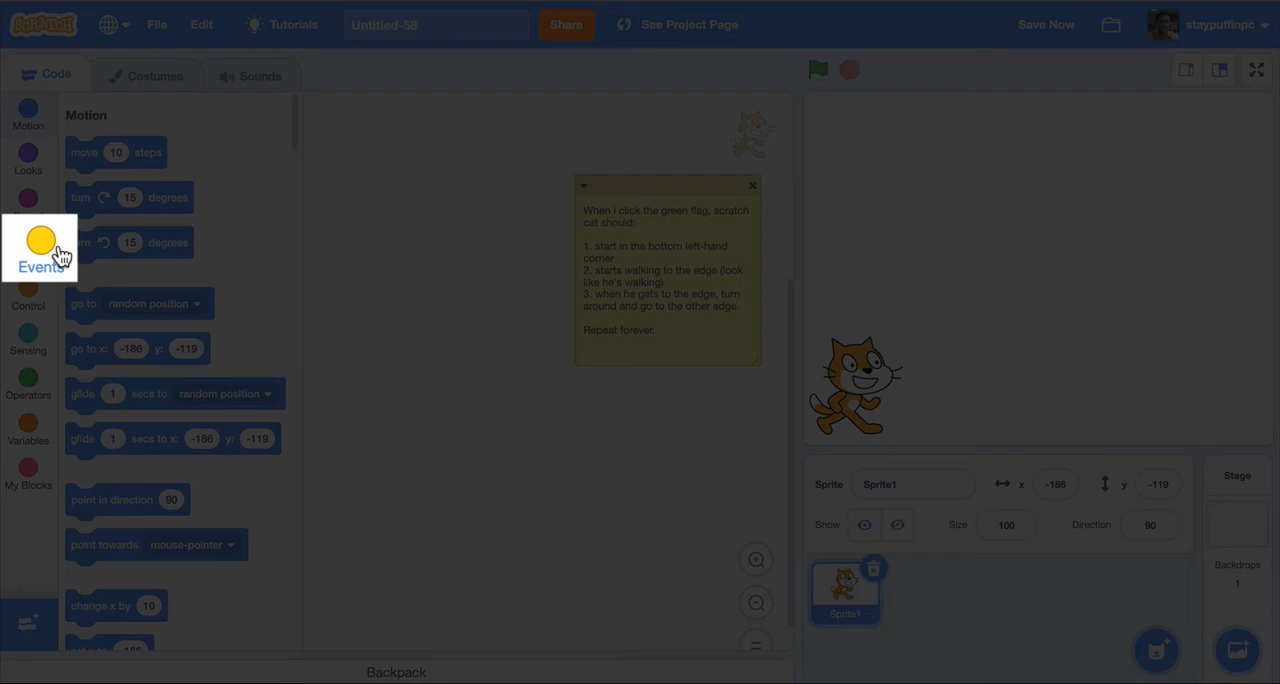 SCRATCH
File
Edit
Tutorials
Untitled-58
Share
See Project Page
Save Now
staypuffinpc
Code
Costumes
Sounds
Motion
Looks
Events
Control
Sensing
Operators
Variables
My Blocks
Motion
move 10 steps
turn 15 degrees
15 degrees
go to random position
go to x: -186 y: -119
glide 1 secs to random position
glide 1 secs to x: -186 y: -119
point in direction 90
point towards mouse-pointer
change x by 10
When i click the green flag, scratch
cat should:
1. start in the bottom left-hand
corner
2. starts walking to the edge (look
like he's walking)
3. when he gets to the edge, turn
around and go to the other edge.
Repeat forever.
Backpack
Sprite Sprite1 x -186 y -119
Show Size 100 Direction 90
Sprite1
Stage
Backdrops
1